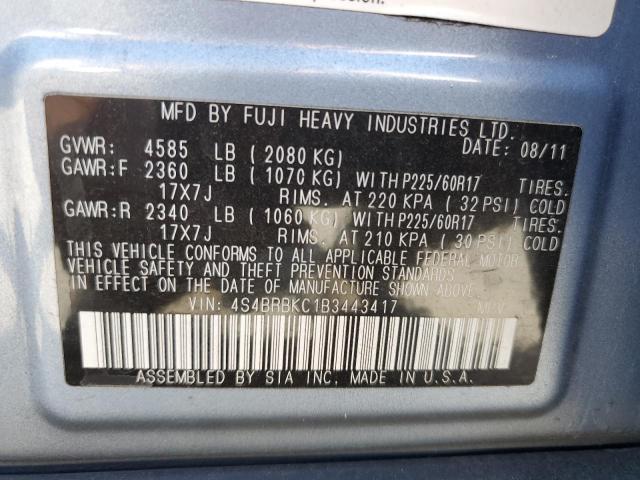 MFD BY FUJI HEAVY INDUSTRIES LTD.
GVWR: 4585 LB (2080 KG) DATE: 08/11
GAWR:F 2360 LB (1070 KG) WITH P225/60R17 TIRES.
17X7J RIMS. AT 220 KPA (32 PSI) COLD
GAWR:R 2340 LB (1060 KG) WITH P225/60R17 TIRES.
17X7J RIMS. AT 210 KPA (30 PSI) COLD
THIS VEHICLE CONFORMS TO ALL APPLICABLE FEDERAL MOTOR
VEHICLE SAFETY AND THEFT PREVENTION STANDARDS
IN EFFECT ON THE DATE OF MANUFACTURE SHOWN ABOVE.
VIN: 4S4BRBKC1B3443417 MPV
ASSEMBLED BY SIA INC. MADE IN U.S.A.